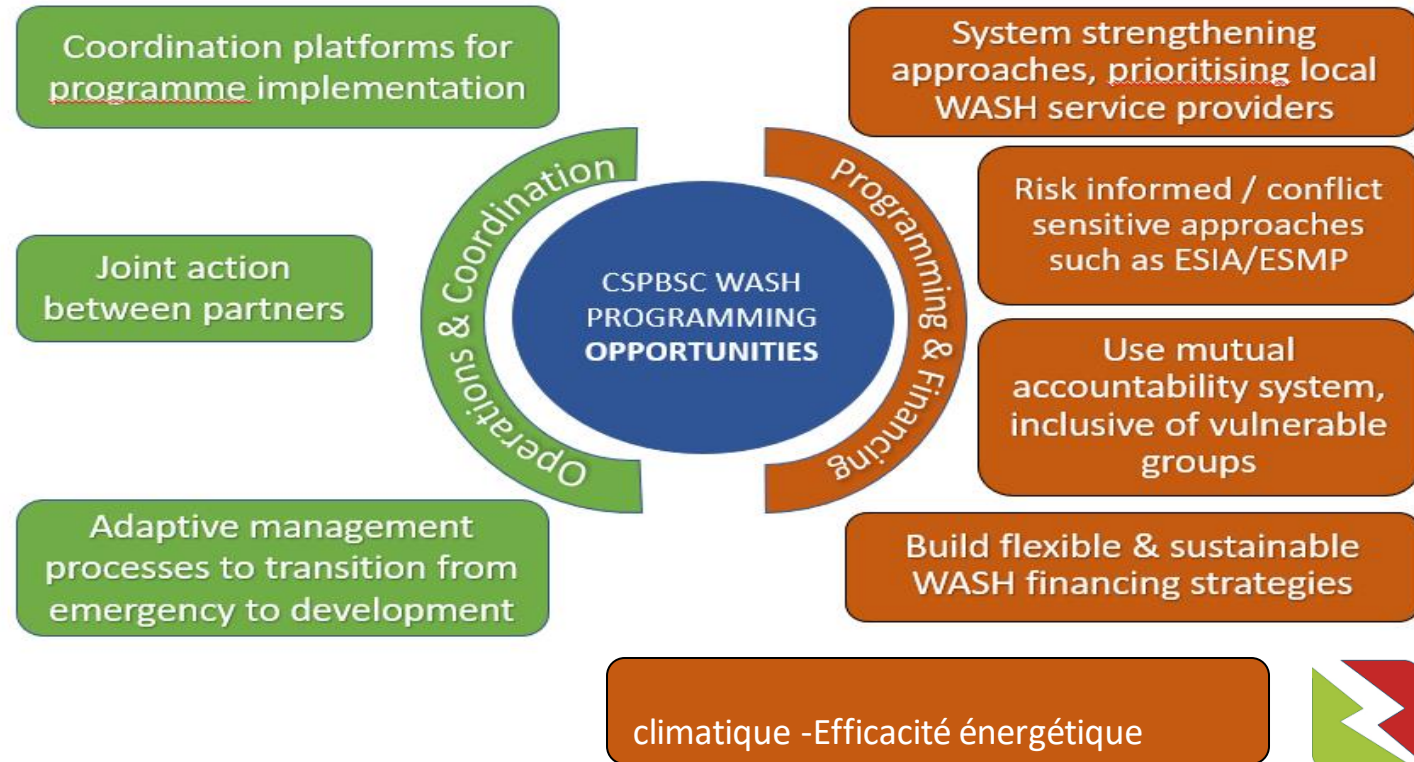 Coordination platforms for
programme implementation
Joint action
between partners
Adaptive management
processes to transition from
emergency to development
Operations & Coordination
CSPBSC WASH
PROGRAMMING
OPPORTUNITIES
Programming & Financing
System strengthening
approaches, prioritising local
WASH service providers
Risk informed / conflict
sensitive approaches
such as ESIA/ESMP
Use mutual
accountability system,
inclusive of vulnerable
groups
Build flexible & sustainable
WASH financing strategies
climatique -Efficacité énergétique